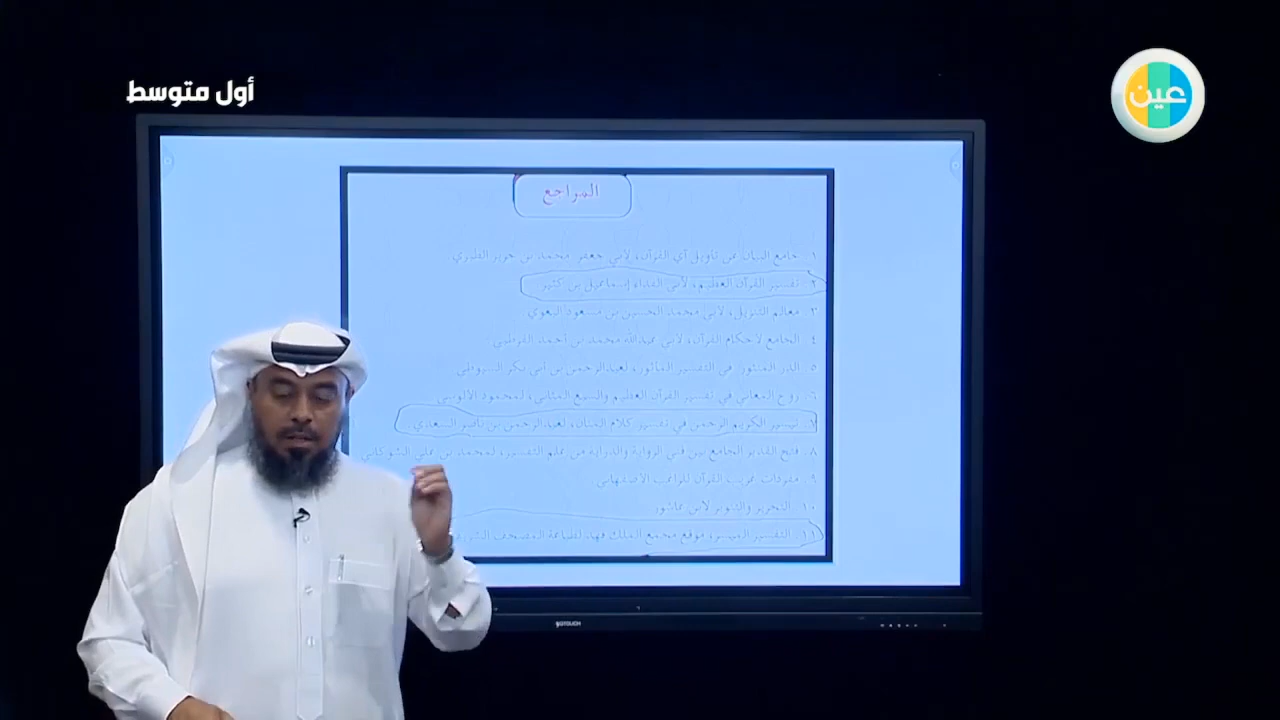 أول متوسط
عين
المراجع
١. جامع البيان عن تأويل آي القرآن، لأبي جعفر محمد بن جرير الطبري
٢. تفسير القرآن العظيم، لأبي الفداء إسماعيل بن كثير
٣. معالم التنزيل، لأبي محمد الحسين بن مسعود البغوي
٤. الجامع لأحكام القرآن، لأبي عبدالله محمد بن أحمد القرطبي
٥. الدر المنثور في التفسير المأثور، لعبدالرحمن بن أبي بكر السيوطي
٦. روح المعاني في تفسير القرآن العظيم والسبع المثاني، لمحمود الألوسي
٧. تيسير الكريم الرحمن في تفسير كلام المنان، لعبدالرحمن بن ناصر السعدي
٨. فتح القدير الجامع بين فني الرواية والدراية من علم التفسير، لمحمد بن علي الشوكاني
٩. مفردات غريب القرآن للراغب الأصفهاني
١٠. التحرير والتنوير لابن عاشور
١١. التفسير الميسر، موقع مجمع الملك فهد لطباعة المصحف
QTOUCH